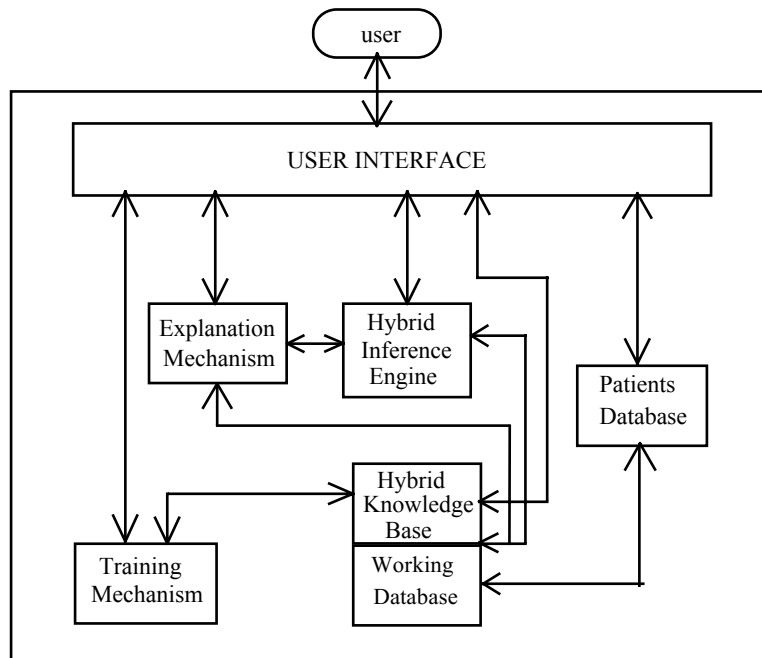 user
USER INTERFACE
Explanation
Mechanism
Hybrid
Inference
Engine
Patients
Database
Hybrid
Knowledge
Base
Training
Mechanism
Working
Database